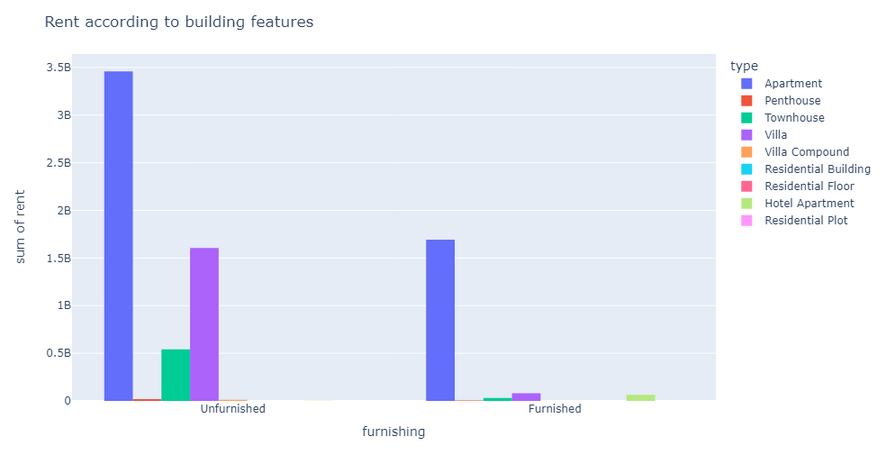 Rent according to building features
type
Apartment
Penthouse
Townhouse
Villa
Villa Compound
Residential Building
Residential Floor
Hotel Apartment
Residential Plot
3.5B
3B
2.5B
2B
1.5B
1B
0.5B
0
sum of rent
Unfurnished
Furnished
furnishing